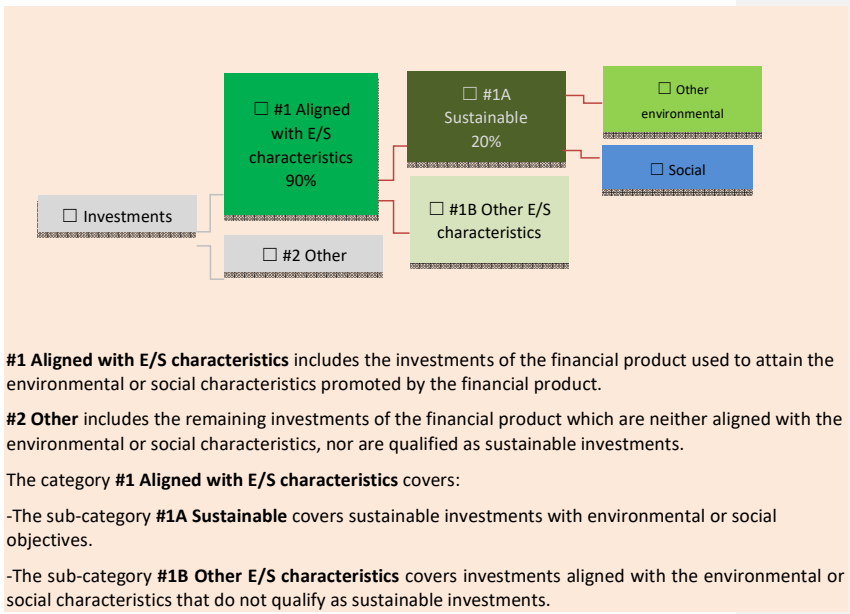 ☐ #1 Aligned
with E/S
characteristics
90%
☐ #1A
Sustainable
20%
☐ Other
environmental
☐ Social
☐ Investments
☐ #1B Other E/S
characteristics
☐ #2 Other
#1 Aligned with E/S characteristics includes the investments of the financial product used to attain the
environmental or social characteristics promoted by the financial product.
#2 Other includes the remaining investments of the financial product which are neither aligned with the
environmental or social characteristics, nor are qualified as sustainable investments.
The category #1 Aligned with E/S characteristics covers:
-The sub-category #1A Sustainable covers sustainable investments with environmental or social
objectives.
-The sub-category #1B Other E/S characteristics covers investments aligned with the environmental or
social characteristics that do not qualify as sustainable investments.